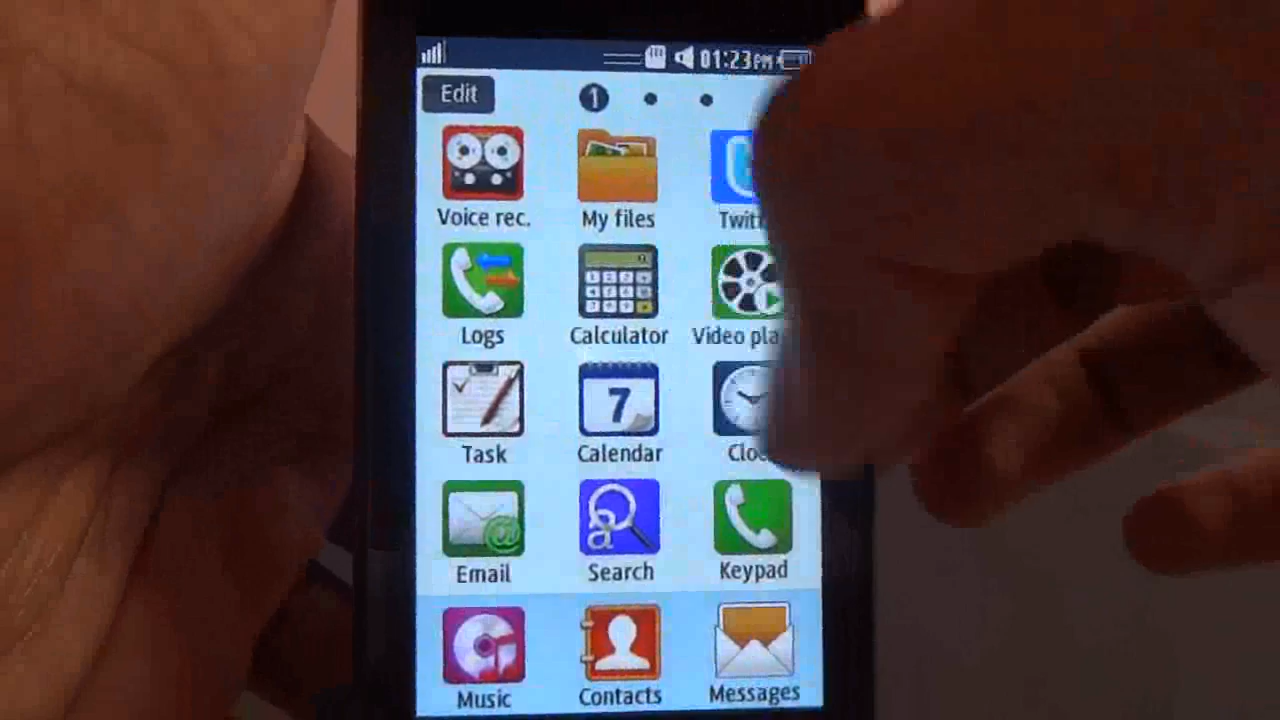 01:23PM
Edit 1
Voice rec. My files
Logs Calculator Video
Task 7 Calendar
Email a Search Keypad
Music Contacts Messages